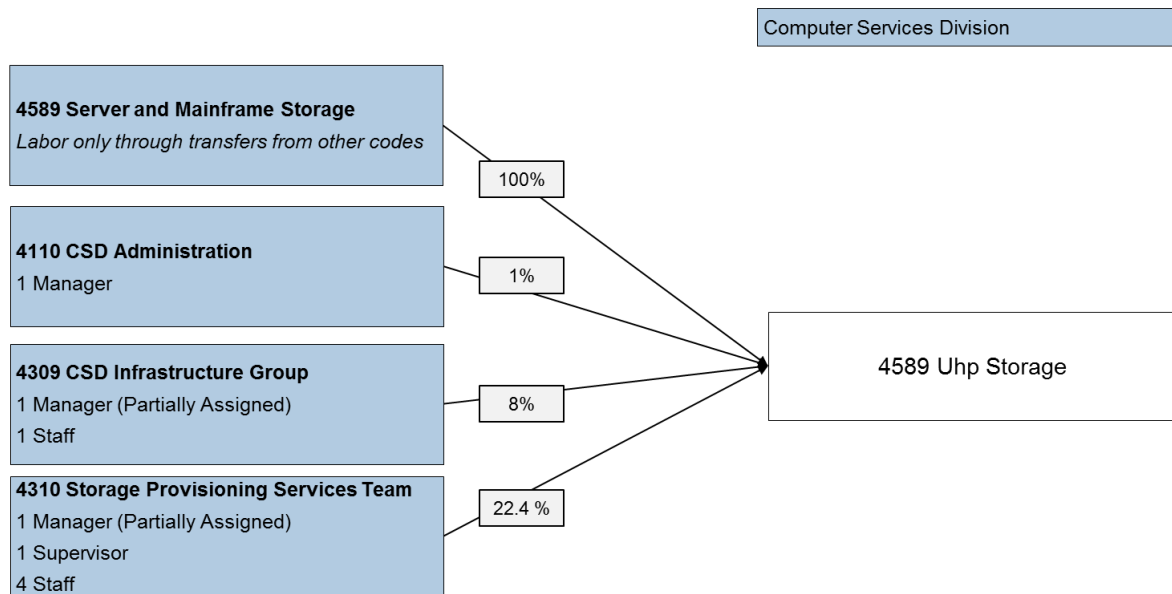 Computer Services Division
4589 Server and Mainframe Storage
Labor only through transfers from other codes
100%
4110 CSD Administration
1 Manager
1%
4309 CSD Infrastructure Group
1 Manager (Partially Assigned)
1 Staff
8%
4589 Uhp Storage
4310 Storage Provisioning Services Team
1 Manager (Partially Assigned)
1 Supervisor
4 Staff
22.4 %